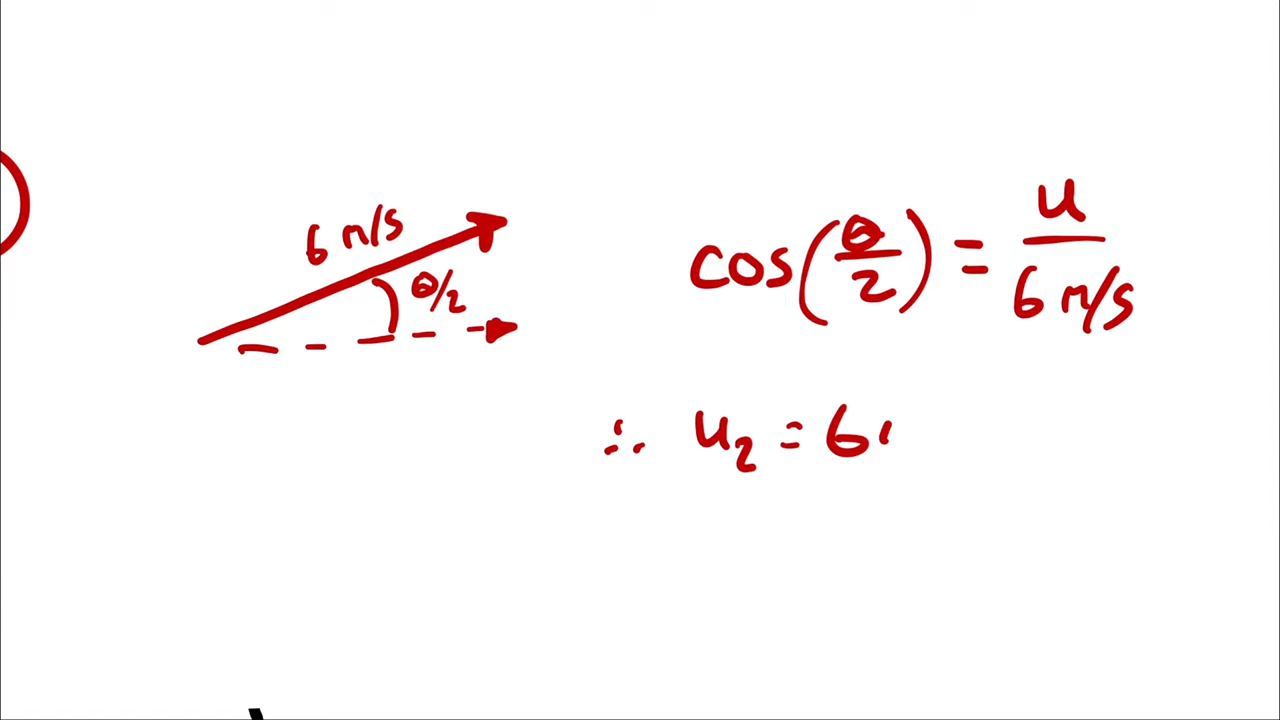 6 m/s
θ/2
cos(θ/2) = u/6 m/s
∴ u₂ = 6